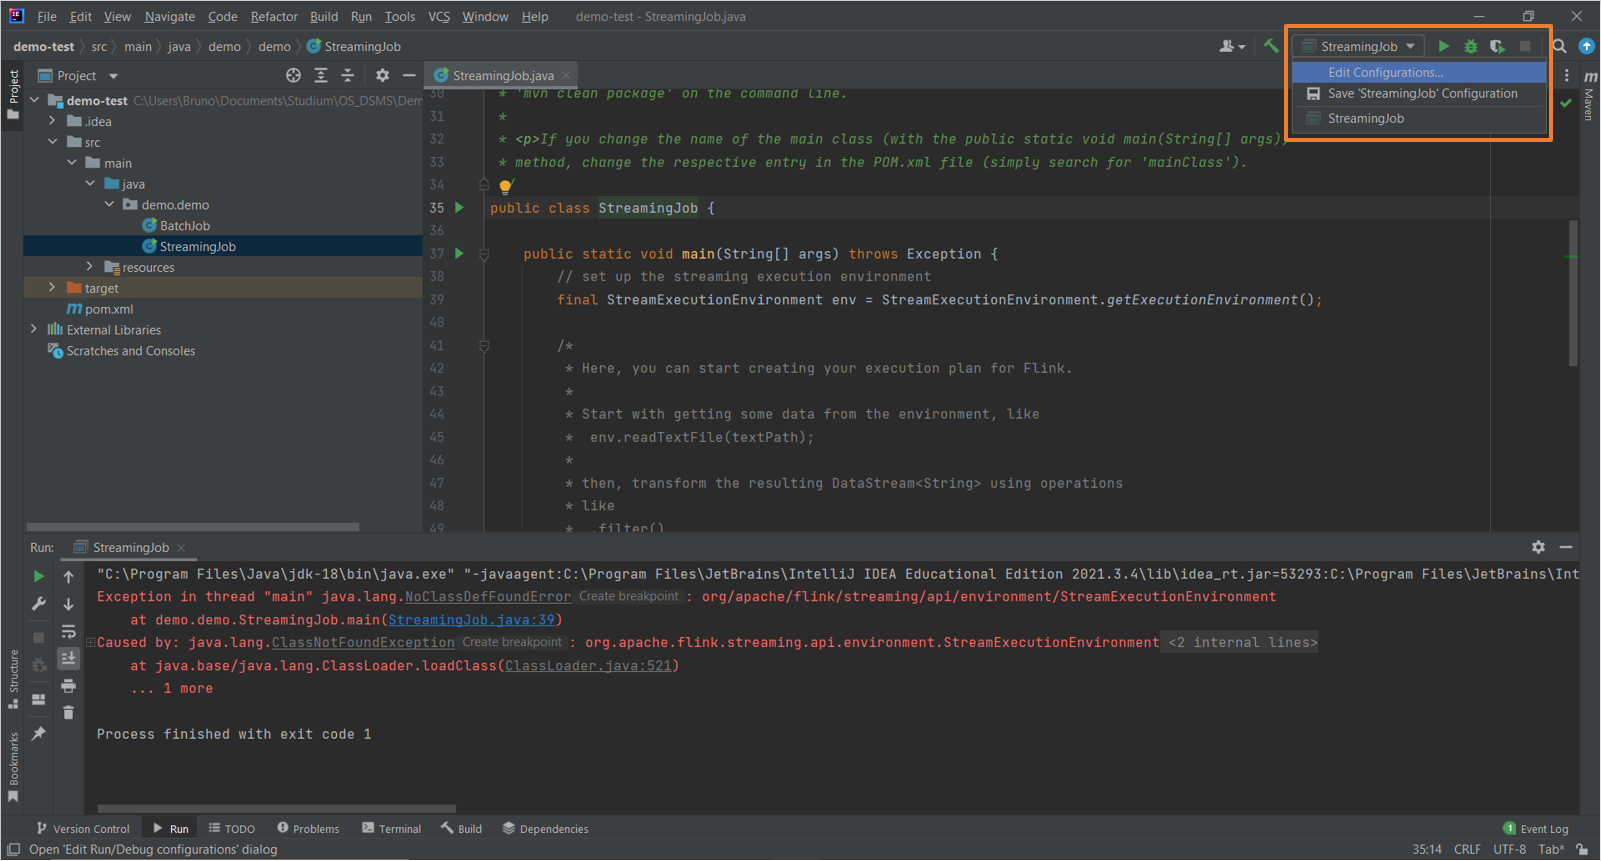 File Edit View Navigate Code Refactor Build Run Tools VCS Window Help demo-test - StreamingJob.java
demo-test src main java demo demo StreamingJob
StreamingJob
Edit Configurations...
Save 'StreamingJob' Configuration
StreamingJob
Project
StreamingJob.java
Project
Maven
demo-test C:\Users\Bruno\Documents\Studium\OS_DSMS\Dem
.idea
src
main
java
demo.demo
BatchJob
StreamingJob
resources
target
pom.xml
External Libraries
Scratches and Consoles
30 * 'mvn clean package' on the command line.
31 *
32 * <p>If you change the name of the main class (with the public static void main(String[] args))
33 * method, change the respective entry in the POM.xml file (simply search for 'mainClass').
34 */
35 public class StreamingJob {
36
37 public static void main(String[] args) throws Exception {
38 // set up the streaming execution environment
39 final StreamExecutionEnvironment env = StreamExecutionEnvironment.getExecutionEnvironment();
40
41 /*
42 * Here, you can start creating your execution plan for Flink.
43 *
44 * Start with getting some data from the environment, like
45 * env.readTextFile(textPath);
46 *
47 * then, transform the resulting DataStream<String> using operations
48 * like
49 * .filter()
Run: StreamingJob
"C:\Program Files\Java\jdk-18\bin\java.exe" "-javaagent:C:\Program Files\JetBrains\IntelliJ IDEA Educational Edition 2021.3.4\lib\idea_rt.jar=53293:C:\Program Files\JetBrains\Int
Exception in thread "main" java.lang.NoClassDefFoundError Create breakpoint : org/apache/flink/streaming/api/environment/StreamExecutionEnvironment
at demo.demo.StreamingJob.main(StreamingJob.java:39)
Caused by: java.lang.ClassNotFoundException Create breakpoint : org.apache.flink.streaming.api.environment.StreamExecutionEnvironment <2 internal lines>
at java.base/java.lang.ClassLoader.loadClass(ClassLoader.java:521)
... 1 more
Process finished with exit code 1
Structure
Bookmarks
Version Control Run TODO Problems Terminal Build Dependencies 1 Event Log
Open 'Edit Run/Debug configurations' dialog 35:14 CRLF UTF-8 Tab*